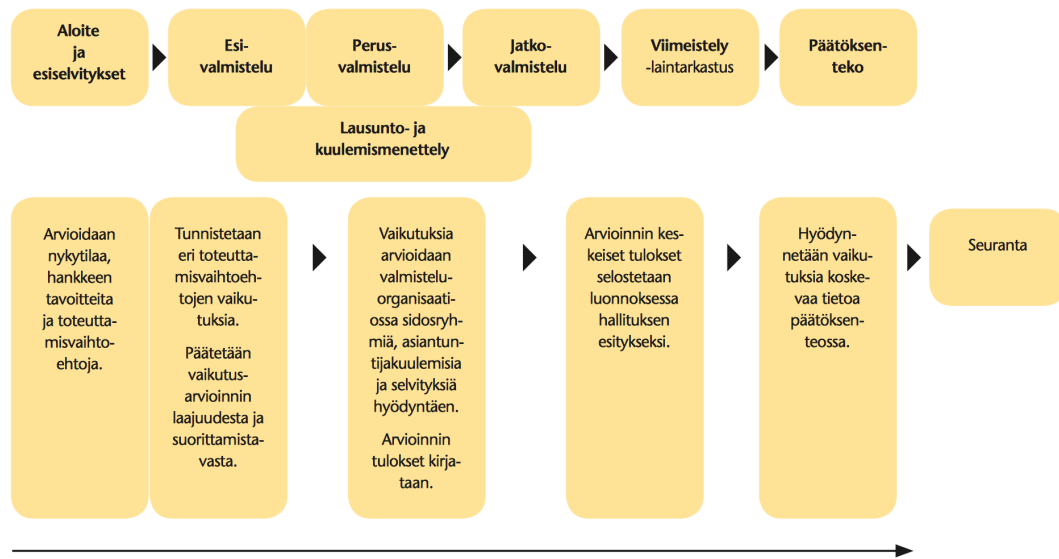 Aloite
ja
esiselvitykset
Esi-
valmistelu
Perus-
valmistelu
Jatko-
valmistelu
Viimeistely
-laintarkastus
Päätöksen-
teko
Lausunto- ja
kuulemismenettely
Arvioidaan
nykytilaa,
hankkeen
tavoitteita
ja toteutta-
misvaihto-
ehtoja.
Tunnistetaan
eri toteutta-
misvaihtoeh-
tojen vaiku-
tuksia.
Päätetään
vaikutus-
arvioinnin
laajuudesta ja
suorittamista-
vasta.
Vaikutuksia
arvioidaan
valmistelu-
organisaati-
ossa sidosryh-
miä, asiantun-
tijakuulemisia
ja selvityksiä
hyödyntäen.
Arvioinnin
tulokset kirja-
taan.
Arvioinnin kes-
keiset tulokset
selostetaan
luonnoksessa
hallituksen
esitykseksi.
Hyödyn-
netään vaiku-
tuksia koske-
vaa tietoa
päätöksen-
teossa.
Seuranta